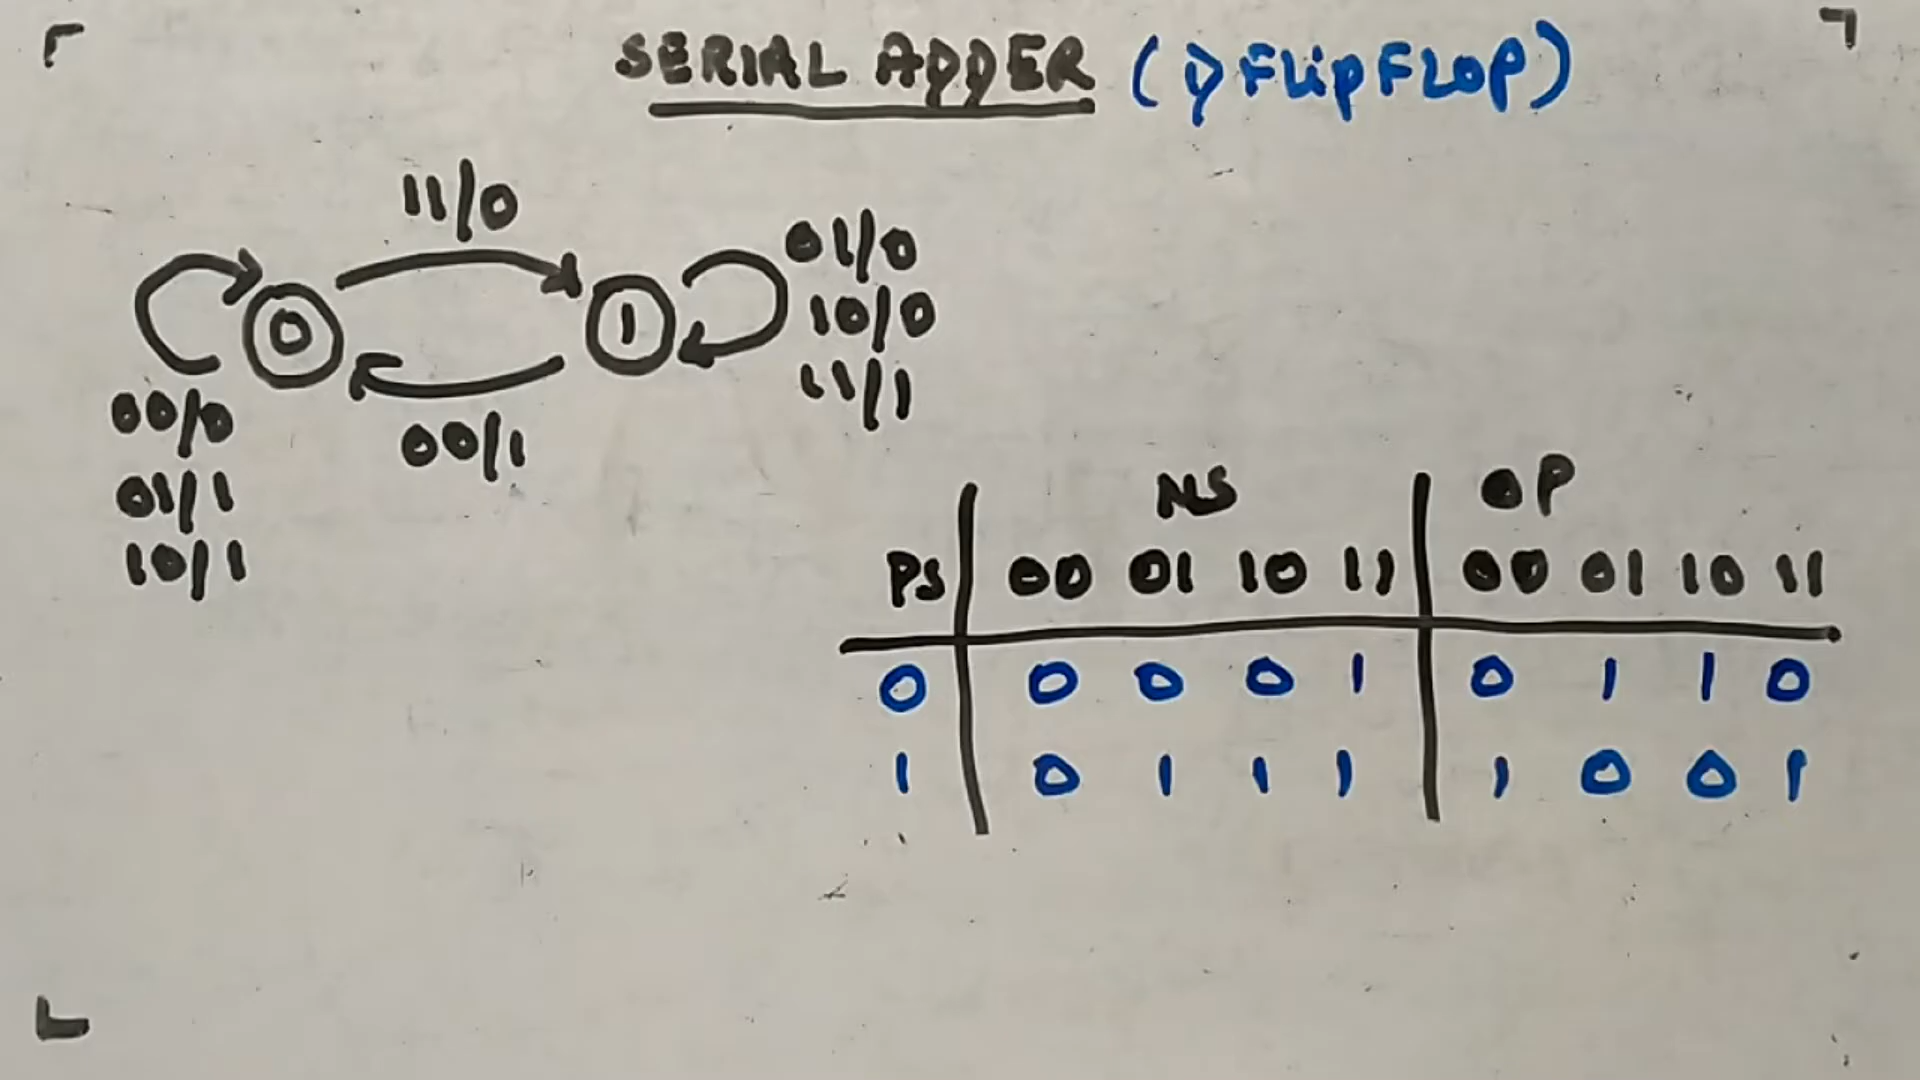 SERIAL ADDER (D FLipFLOP)
11/0
0
1
01/0
10/0
11/1
00/0
01/1
10/1
00/1
NS OP
PS 00 01 10 11 00 01 10 11
0 0 0 0 1 0 1 1 0
1 0 1 1 1 1 0 0 1